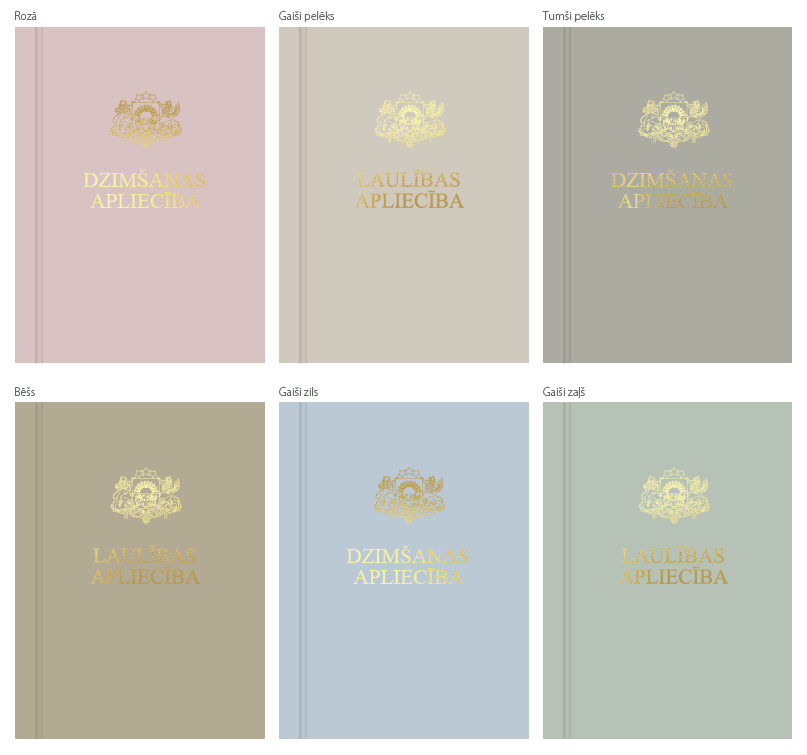 Rozā
DZIMŠANAS
APLIECĪBA
Gaiši pelēks
LAULĪBAS
APLIECĪBA
Tumši pelēks
DZIMŠANAS
APLIECĪBA
Bēšs
LAULĪBAS
APLIECĪBA
Gaiši zils
DZIMŠANAS
APLIECĪBA
Gaiši zaļš
LAULĪBAS
APLIECĪBA